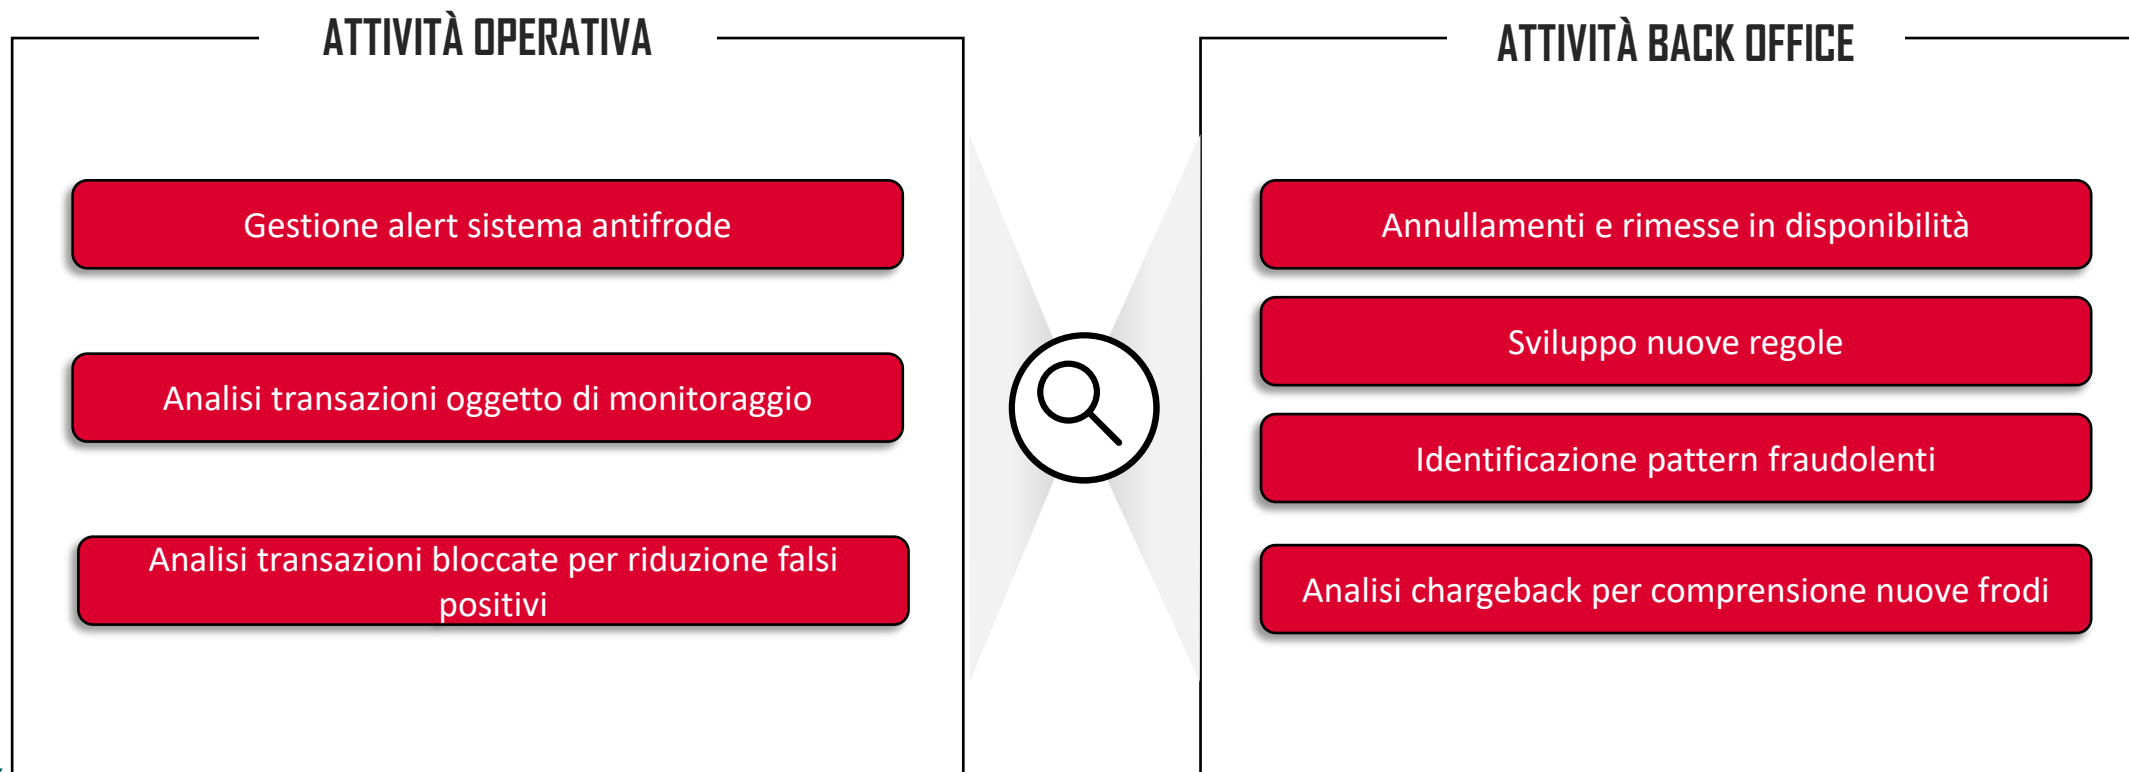 ATTIVITÀ OPERATIVA
Gestione alert sistema antifrode
Analisi transazioni oggetto di monitoraggio
Analisi transazioni bloccate per riduzione falsi
positivi
ATTIVITÀ BACK OFFICE
Annullamenti e rimesse in disponibilità
Sviluppo nuove regole
Identificazione pattern fraudolenti
Analisi chargeback per comprensione nuove frodi